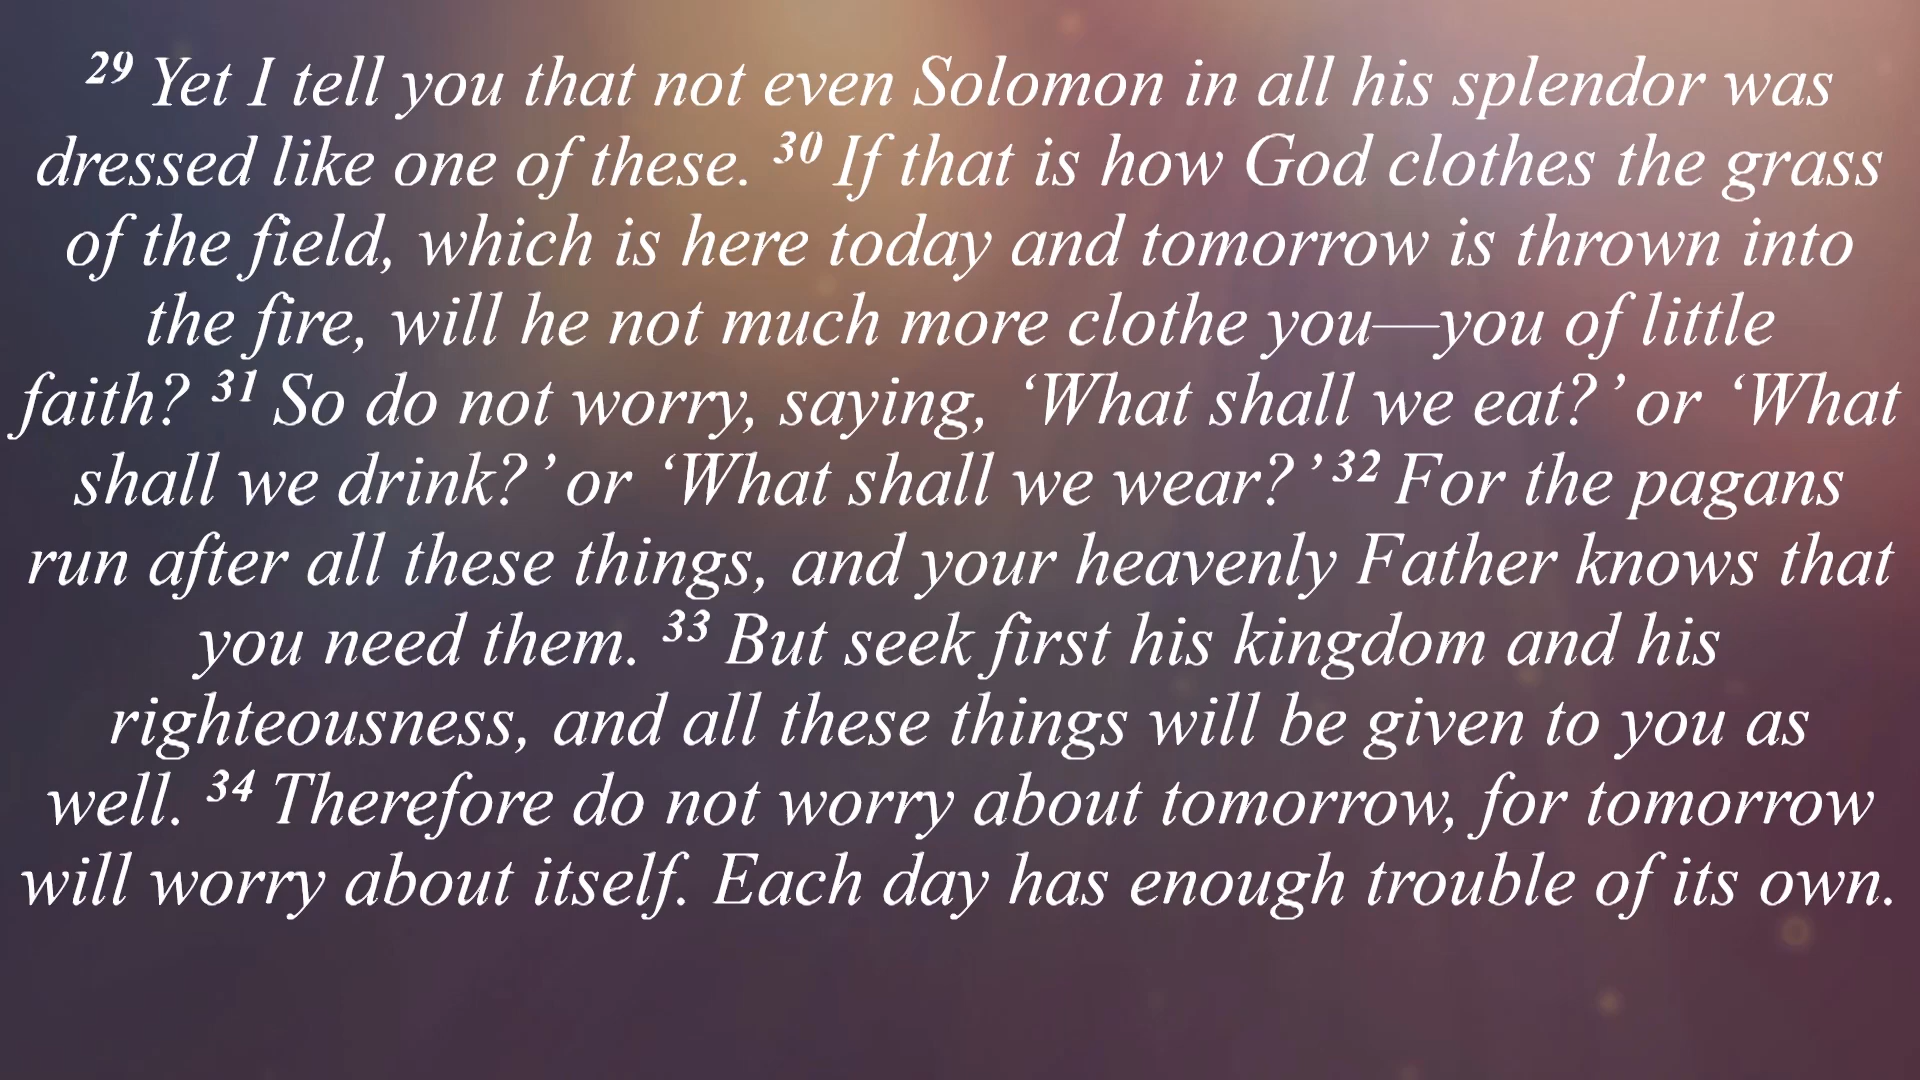 29 Yet I tell you that not even Solomon in all his splendor was
dressed like one of these. 30 If that is how God clothes the grass
of the field, which is here today and tomorrow is thrown into
the fire, will he not much more clothe you—you of little
faith? 31 So do not worry, saying, ‘What shall we eat?’ or ‘What
shall we drink?’ or ‘What shall we wear?’ 32 For the pagans
run after all these things, and your heavenly Father knows that
you need them. 33 But seek first his kingdom and his
righteousness, and all these things will be given to you as
well. 34 Therefore do not worry about tomorrow, for tomorrow
will worry about itself. Each day has enough trouble of its own.